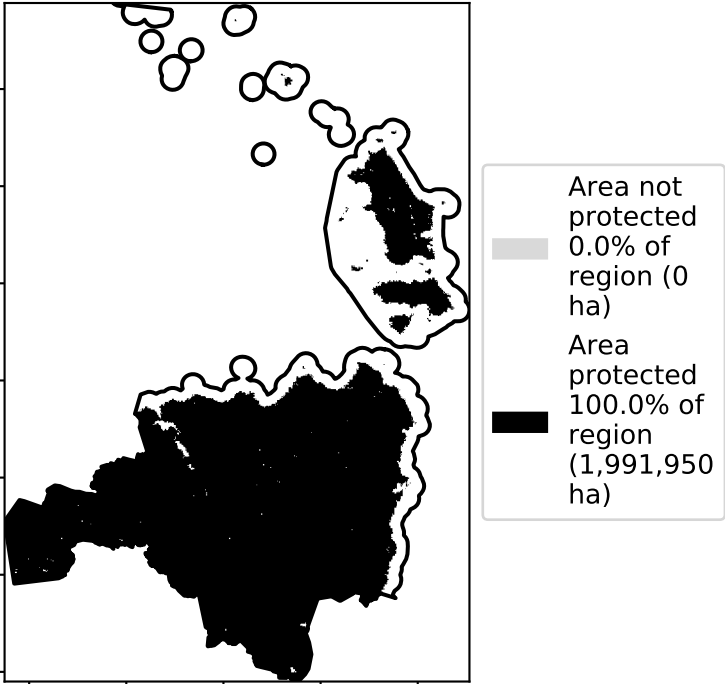 Area not
protected
0.0% of
region (0
ha)
Area
protected
100.0% of
region
(1,991,950
ha)